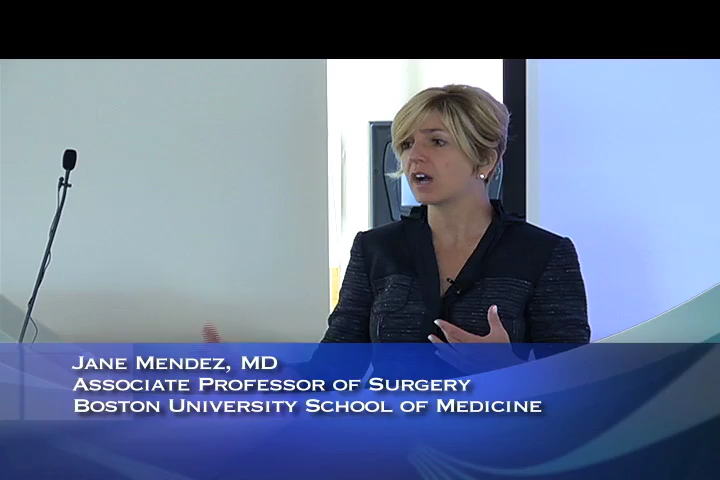 Jane Mendez, MD
Associate Professor of Surgery
Boston University School of Medicine